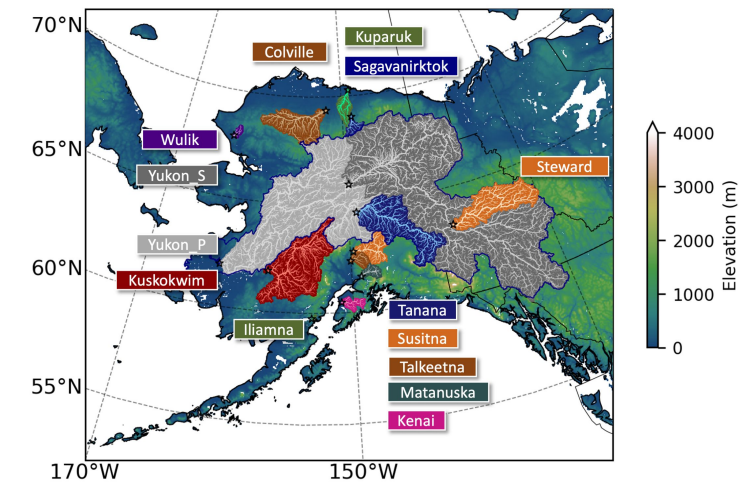 70°N
Kuparuk
Colville
Sagavanirktok
Wulik
65°N
Steward
Yukon_S
Yukon_P
60°N
Kuskokwim
Iliamna
Tanana
Susitna
Talkeetna
Matanuska
Kenai
55°N
170°W
150°W
4000
3000
2000
1000
0
Elevation (m)